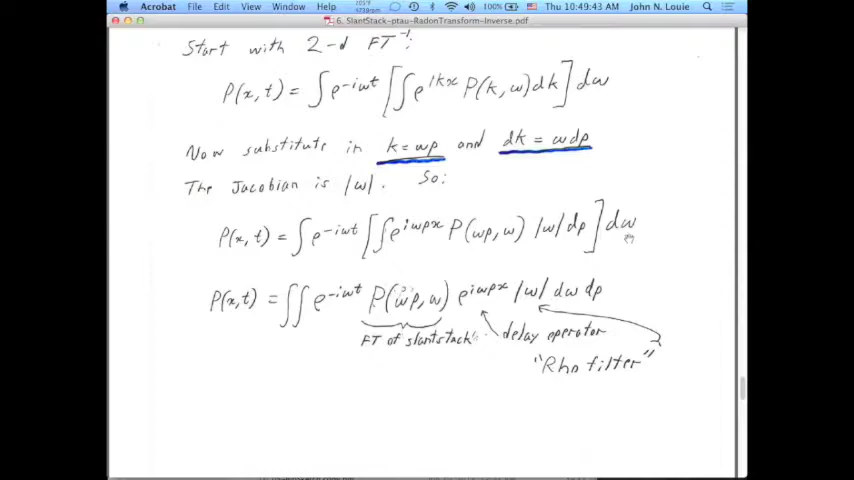 Acrobat File Edit View Window Help 100% Thu 10:49:43 AM John N. Louie
6. SlantStack-ptau-RadonTransform-Inverse.pdf
Start with 2-d FT⁻¹:
P(x,t) = ∫e^{-iωt} [∫e^{ikx} P(k,ω)dk] dω
Now substitute in k=ωp and dk = ωdp
The Jacobian is |ω|. So:
P(x,t) = ∫e^{-iωt} [∫e^{iωpx} P(ωp,ω) |ω|dp] dω
P(x,t) = ∫∫ e^{-iωt} P(ωp,ω) e^{iωpx} |ω| dω dp
FT of slantstack delay operator
"Rho filter"